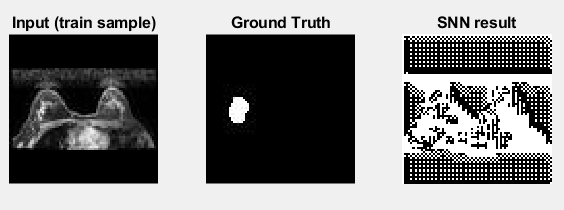 Input (train sample)
Ground Truth
SNN result